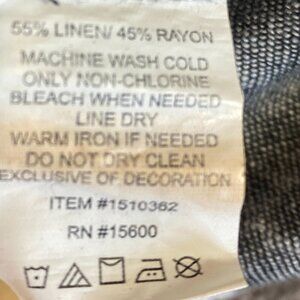 55% LINEN/ 45% RAYON
MACHINE WASH COLD
ONLY NON-CHLORINE
BLEACH WHEN NEEDED
LINE DRY
WARM IRON IF NEEDED
DO NOT DRY CLEAN
EXCLUSIVE OF DECORATION
ITEM #1510362
RN #15600